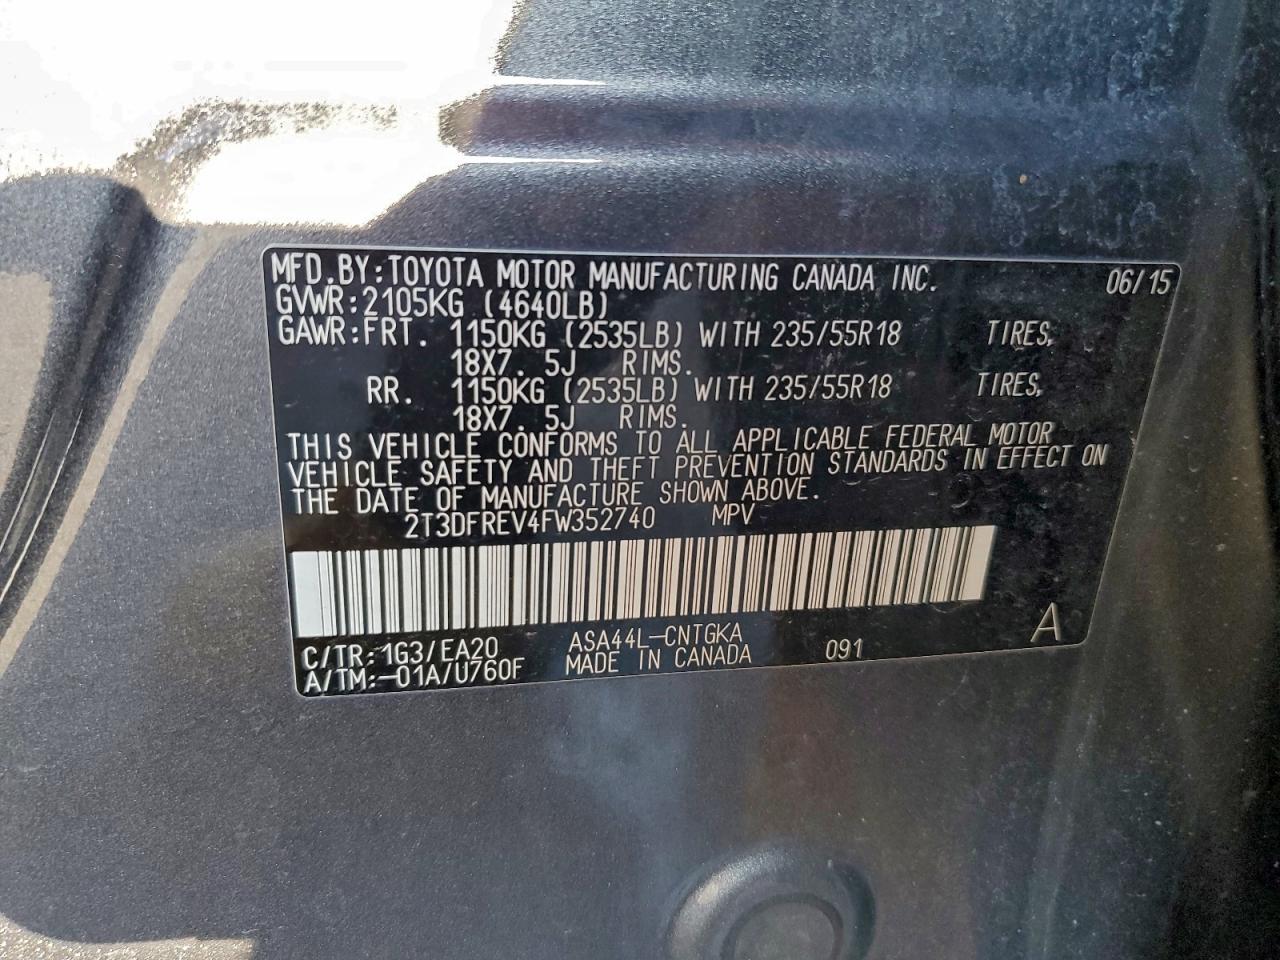 MFD.BY:TOYOTA MOTOR MANUFACTURING CANADA INC. 06/15
GVWR:2105KG (4640LB)
GAWR:FRT. 1150KG (2535LB) WITH 235/55R18 TIRES,
18X7.5J RIMS.
RR. 1150KG (2535LB) WITH 235/55R18 TIRES,
18X7.5J RIMS.
THIS VEHICLE CONFORMS TO ALL APPLICABLE FEDERAL MOTOR
VEHICLE SAFETY AND THEFT PREVENTION STANDARDS IN EFFECT ON
THE DATE OF MANUFACTURE SHOWN ABOVE.
2T3DFREV4FW352740 MPV
C/TR:1G3/EA20 ASA44L-CNTGKA 091 A
A/TM:-01A/U760F MADE IN CANADA